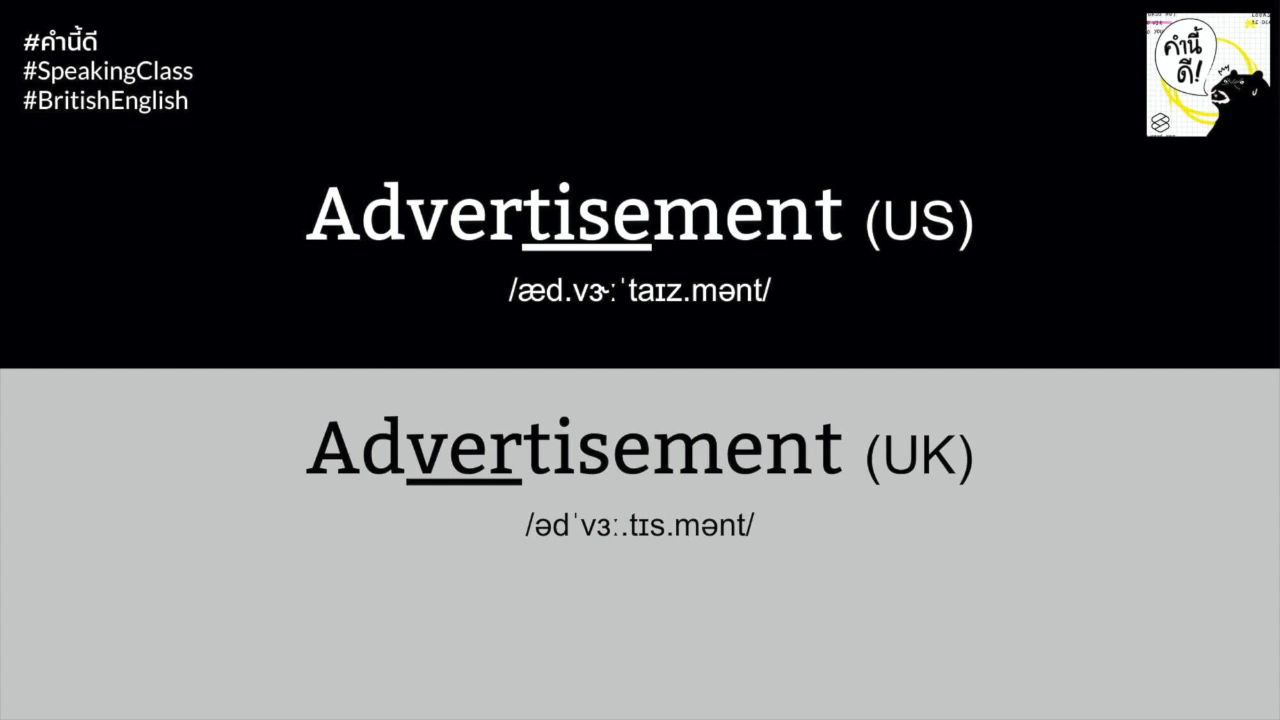 #คำนี้ดี
#SpeakingClass
#BritishEnglish
คำนี้
ดี!
Advertisement (US)
/æd.vɝːˈtaɪz.mənt/
Advertisement (UK)
/ədˈvɜː.tɪs.mənt/